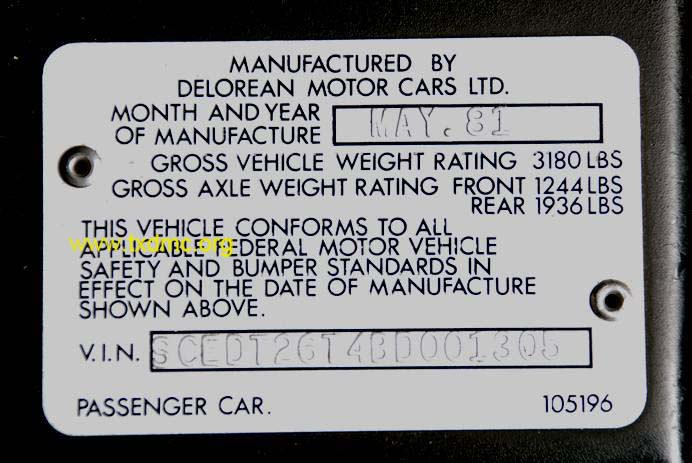 MANUFACTURED BY
DELOREAN MOTOR CARS LTD.
MONTH AND YEAR
OF MANUFACTURE MAY.81
GROSS VEHICLE WEIGHT RATING 3180 LBS
GROSS AXLE WEIGHT RATING FRONT 1244 LBS
REAR 1936 LBS
THIS VEHICLE CONFORMS TO ALL
APPLICABLE FEDERAL MOTOR VEHICLE
SAFETY AND BUMPER STANDARDS IN
EFFECT ON THE DATE OF MANUFACTURE
SHOWN ABOVE.
V.I.N. SCEDT26T4BD001305
PASSENGER CAR. 105196